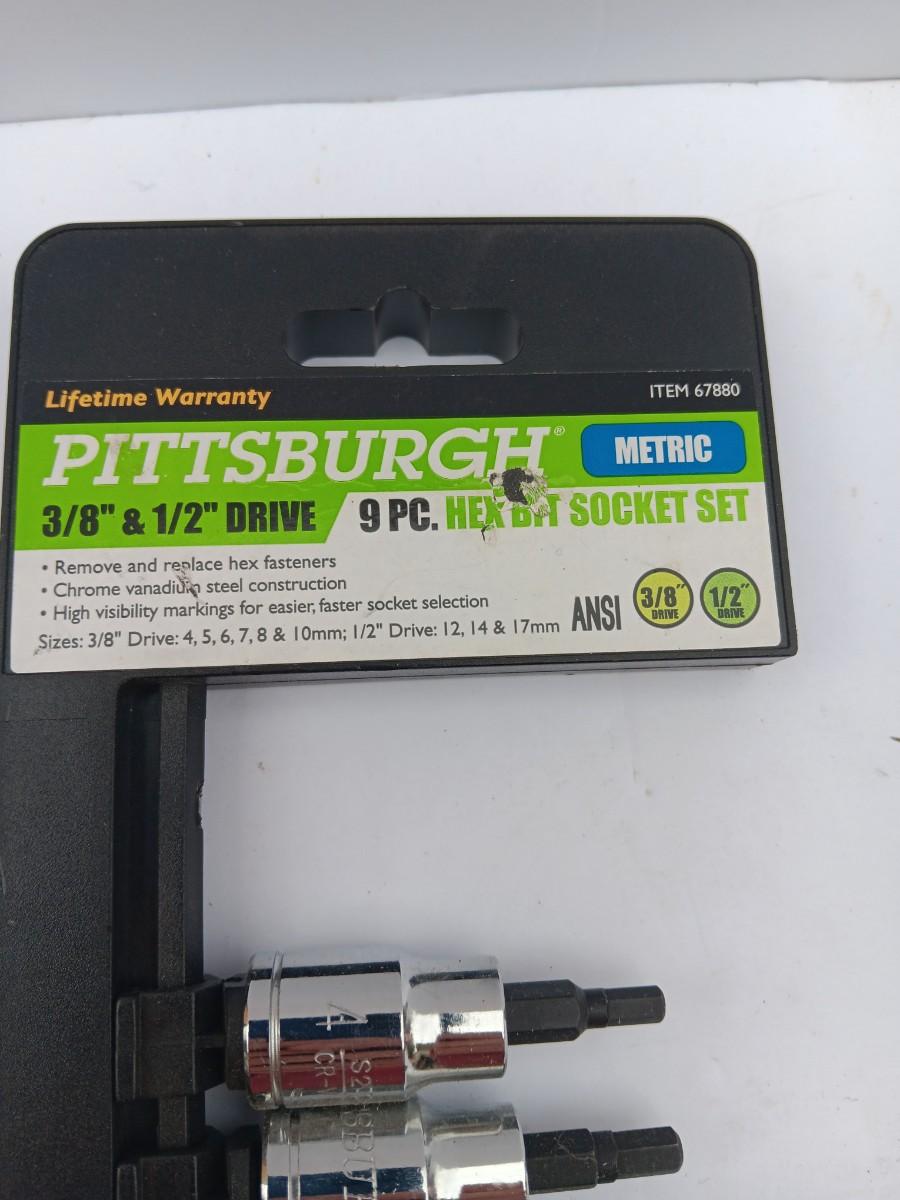 Lifetime Warranty
ITEM 67880
PITTSBURGH®
METRIC
3/8" & 1/2" DRIVE
9 PC. HEX BIT SOCKET SET
• Remove and replace hex fasteners
• Chrome vanadium steel construction
• High visibility markings for easier, faster socket selection
Sizes: 3/8" Drive: 4, 5, 6, 7, 8 & 10mm; 1/2" Drive: 12, 14 & 17mm
ANSI
3/8"
DRIVE
1/2"
DRIVE
4